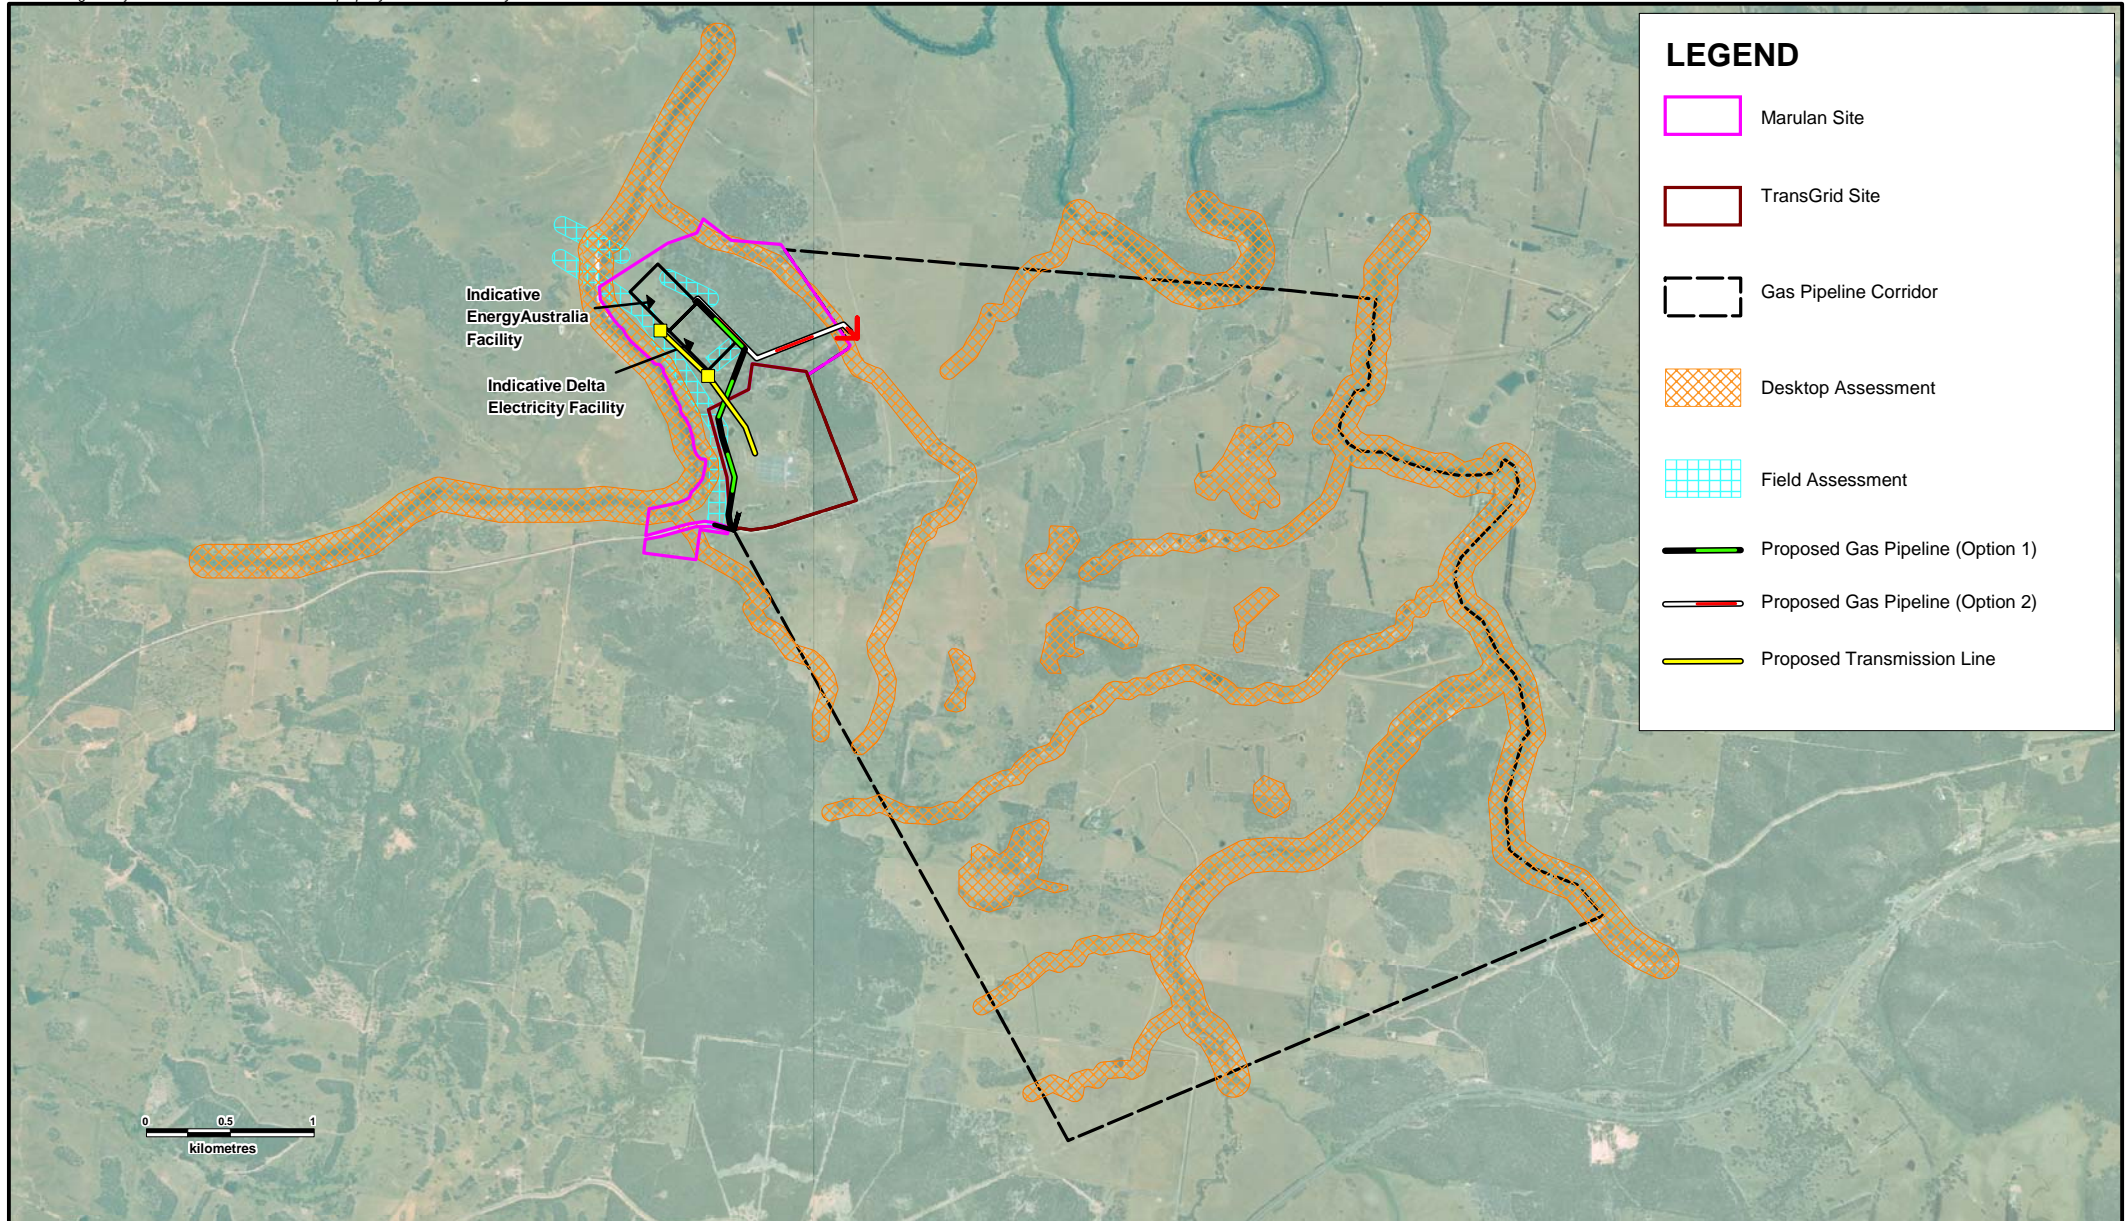 LEGEND
Marulan Site
TransGrid Site
Gas Pipeline Corridor
Desktop Assessment
Field Assessment
Proposed Gas Pipeline (Option 1)
Proposed Gas Pipeline (Option 2)
Proposed Transmission Line
Indicative
EnergyAustralia
Facility
Indicative Delta
Electricity Facility
0 0.5 1
kilometres